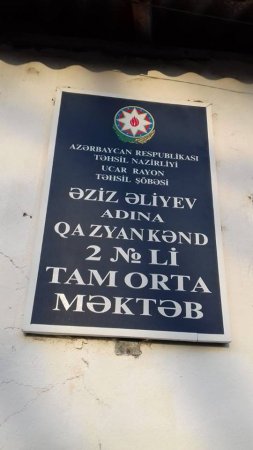 AZƏRBAYCAN RESPUBLİKASI
TƏHSİL NAZİRLİYİ
UCAR RAYON
TƏHSİL ŞÖBƏSİ
ƏZİZ ƏLİYEV
ADINA
QAZYANKƏND
2 № Lİ
TAM ORTA
MƏKTƏB